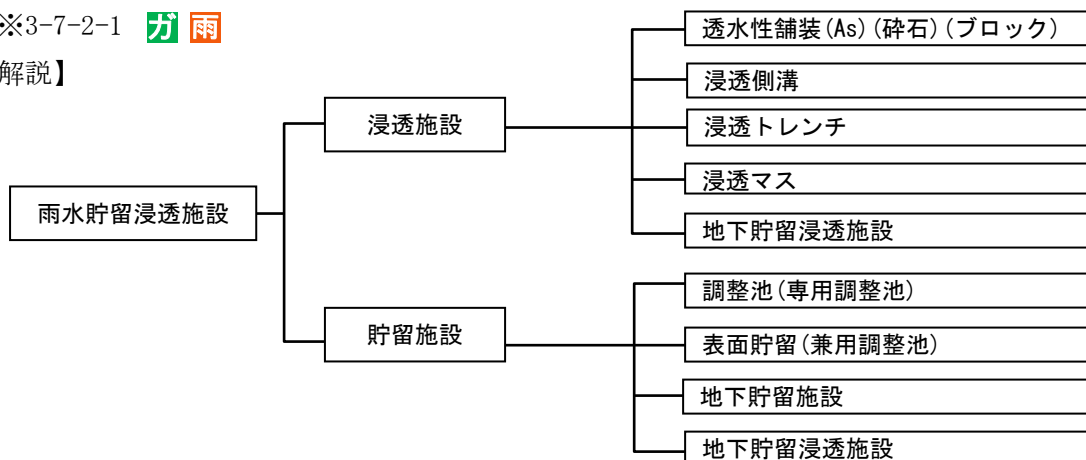 ※3-7-2-1 ガ 雨
解説】
雨水貯留浸透施設
浸透施設
透水性舗装(As)(砕石)(ブロック)
浸透側溝
浸透トレンチ
浸透マス
地下貯留浸透施設
貯留施設
調整池(専用調整池)
表面貯留(兼用調整池)
地下貯留施設
地下貯留浸透施設